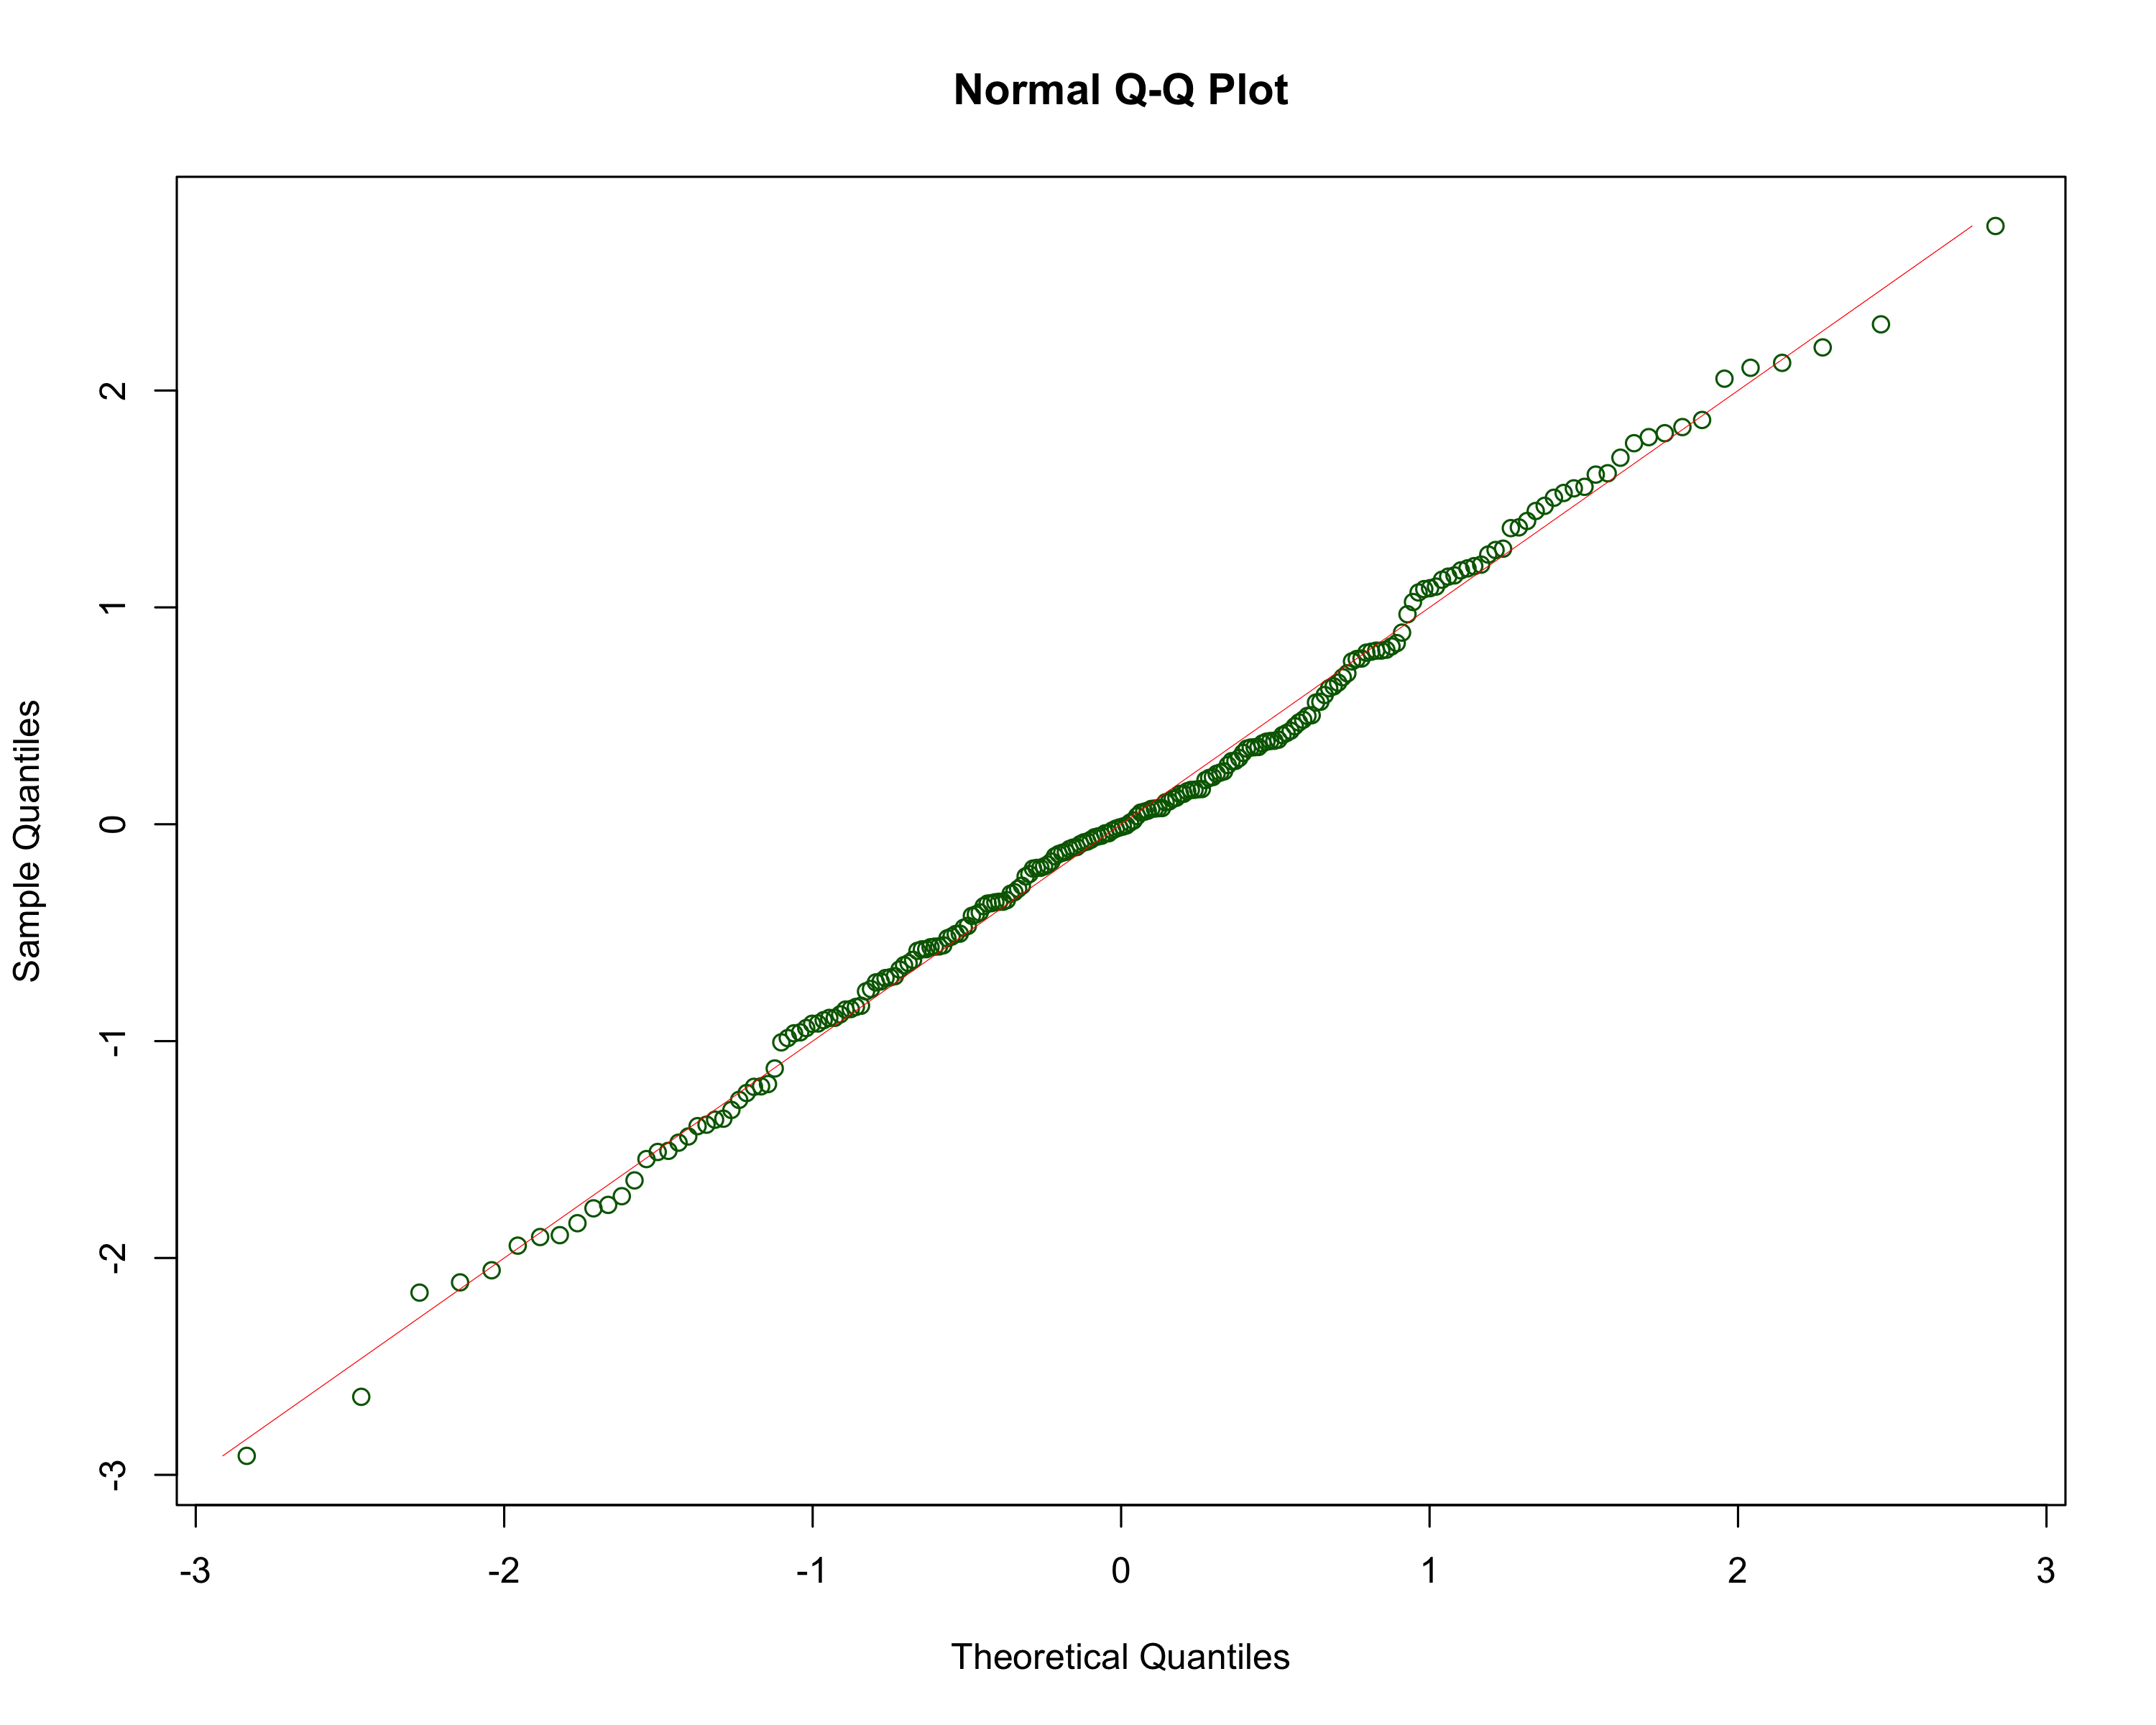 Normal Q-Q Plot
Sample Quantiles
2
1
0
-1
-2
-3
-3 -2 -1 0 1 2 3
Theoretical Quantiles